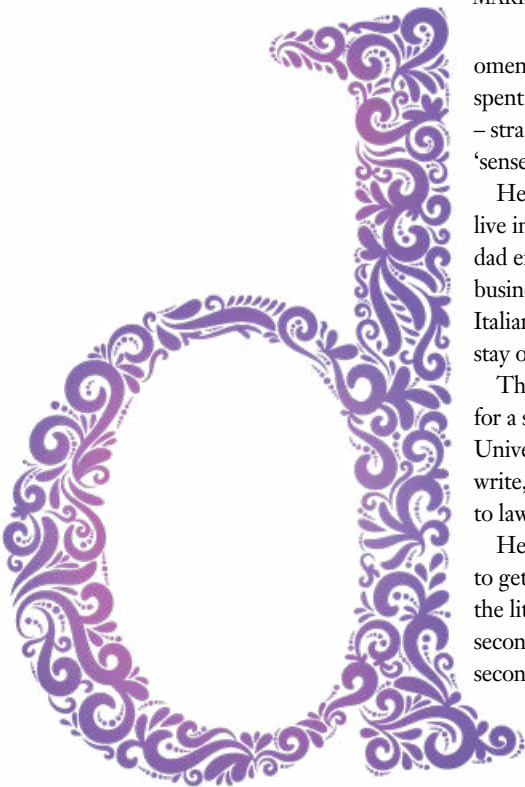 d
omen
spent
– stra
‘sense
He
live in
dad e
busin
Italian
stay o
Th
for a s
Unive
write,
to law
He
to get
the lit
secon
secon